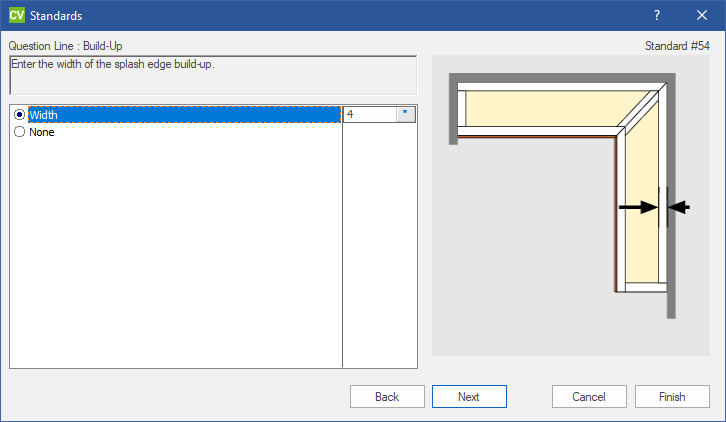 CV Standards ?
Question Line : Build-Up Standard #54
Enter the width of the splash edge build-up.
Width 4 "
None
Back Next Cancel Finish